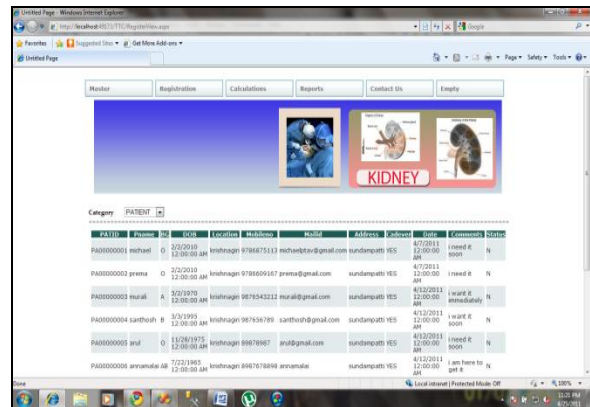 Untitled Page - Windows Internet Explorer
http://localhost:49172/TTC/RegisterView.aspx
Google
Favorites Suggested Sites Get More Add-ons
Untitled Page
Page Safety Tools
Master Registration Calculations Reports Contact Us Empty
KIDNEY
Category PATIENT
PATID Pname BG DOB Location Mobileno Mailid Address Cadever Date Comments Status
PA00000001 michael O 2/2/2010 12:00:00 AM krishnagiri 9786875113 michaelptav@gmail.com sundampatti YES 4/7/2011 12:00:00 AM i need it soon N
PA00000002 prema O 2/2/2010 12:00:00 AM krishnagiri 9786609167 prema@gmail.com sundampatti YES 4/7/2011 12:00:00 AM i need it N
PA00000003 murali A 3/2/1970 12:00:00 AM krishnagiri 9876543212 murali@gmail.com sundampatti YES 4/12/2011 12:00:00 AM i want it immediately N
PA00000004 santhosh B 3/3/1995 12:00:00 AM krishnagiri 987656789 santhosh@gmail.com sundampatti YES 4/12/2011 12:00:00 AM i want it soon N
PA00000005 arul O 11/28/1975 12:00:00 AM krishnagiri 89878987 arul@gmail.com sundampatti YES 4/12/2011 12:00:00 AM i need it soon N
PA00000006 annamalai AB 7/22/1963 12:00:00 AM krishnagiri 8987678898 annamalai sundampatti YES 4/12/2011 12:00:00 AM i am here to get it N
Done Local intranet | Protected Mode: Off 100%
11:21 PM
4/25/2011